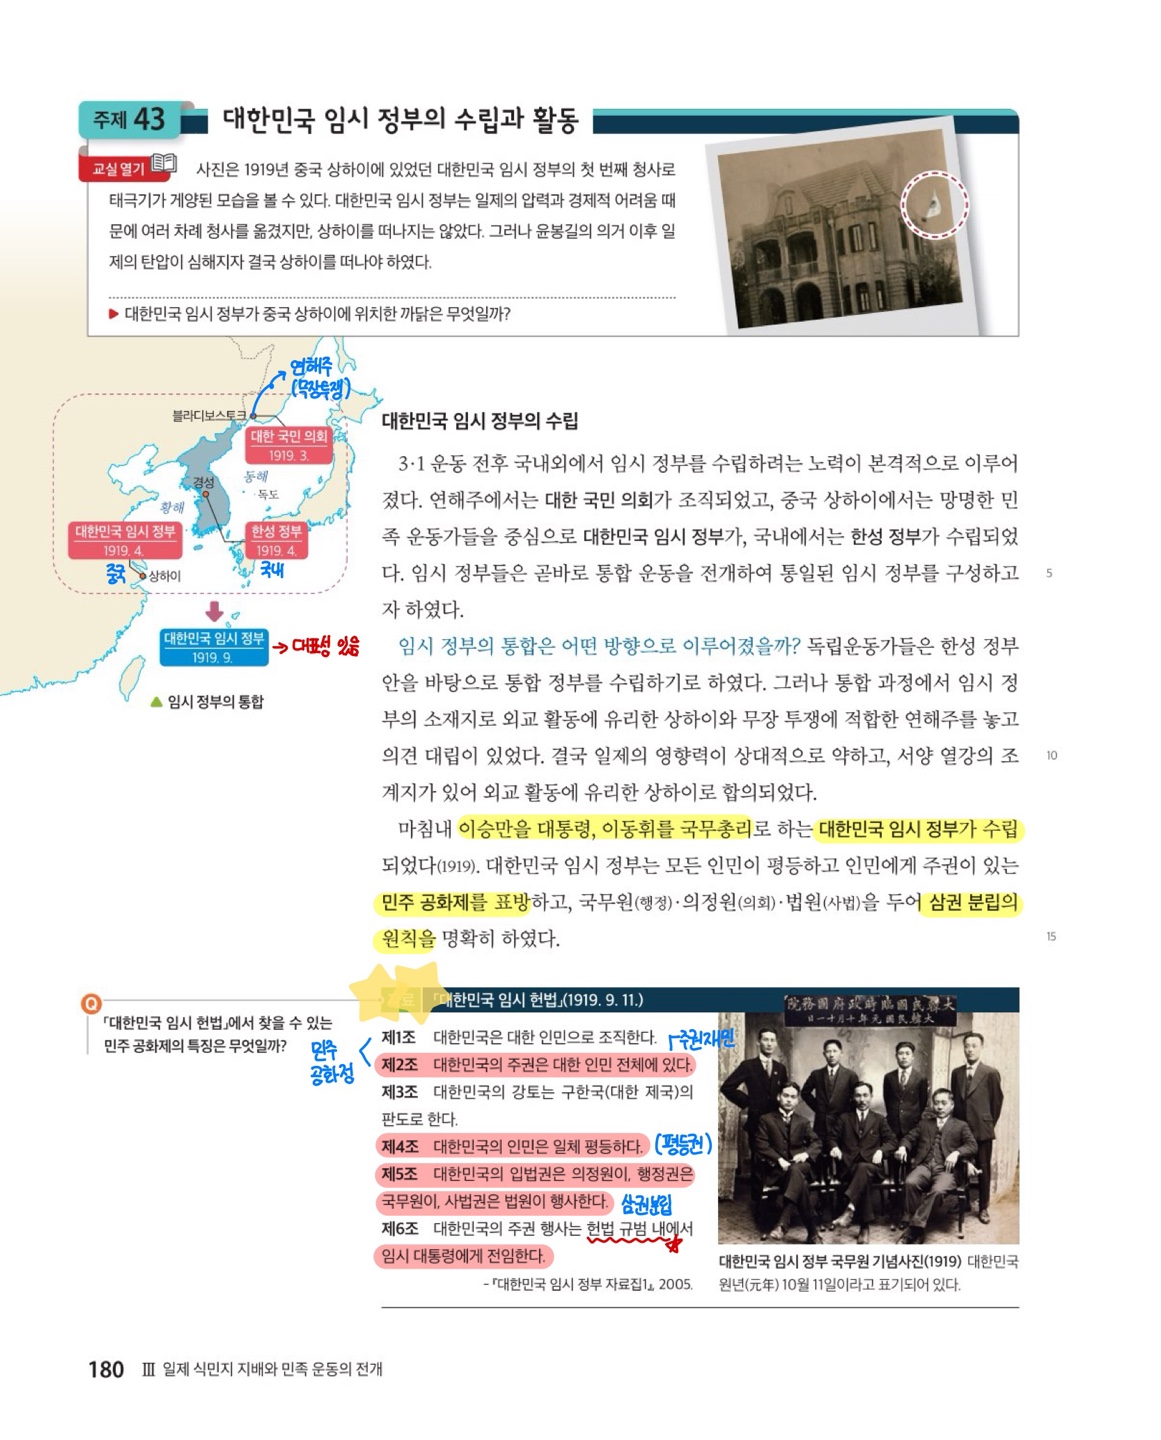 주제 43 대한민국 임시 정부의 수립과 활동
교실 열기 사진은 1919년 중국 상하이에 있었던 대한민국 임시 정부의 첫 번째 청사로
태극기가 게양된 모습을 볼 수 있다. 대한민국 임시 정부는 일제의 압력과 경제적 어려움 때
문에 여러 차례 청사를 옮겼지만, 상하이를 떠나지는 않았다. 그러나 윤봉길의 의거 이후 일
제의 탄압이 심해지자 결국 상하이를 떠나야 하였다.
▶ 대한민국 임시 정부가 중국 상하이에 위치한 까닭은 무엇일까?
연해주
(무장투쟁)
블라디보스토크
대한 국민 의회
1919. 3.
동해
경성
독도
황해
대한민국 임시 정부
1919. 4.
한성 정부
1919. 4.
중국
상하이
국내
대한민국 임시 정부
1919. 9.
→ 대표성 있음
▲ 임시 정부의 통합
대한민국 임시 정부의 수립
3·1 운동 전후 국내외에서 임시 정부를 수립하려는 노력이 본격적으로 이루어
졌다. 연해주에서는 대한 국민 의회가 조직되었고, 중국 상하이에서는 망명한 민
족 운동가들을 중심으로 대한민국 임시 정부가, 국내에서는 한성 정부가 수립되었
다. 임시 정부들은 곧바로 통합 운동을 전개하여 통일된 임시 정부를 구성하고 5
자 하였다.
임시 정부의 통합은 어떤 방향으로 이루어졌을까? 독립운동가들은 한성 정부
안을 바탕으로 통합 정부를 수립하기로 하였다. 그러나 통합 과정에서 임시 정
부의 소재지로 외교 활동에 유리한 상하이와 무장 투쟁에 적합한 연해주를 놓고
의견 대립이 있었다. 결국 일제의 영향력이 상대적으로 약하고, 서양 열강의 조 10
계지가 있어 외교 활동에 유리한 상하이로 합의되었다.
마침내 이승만을 대통령, 이동휘를 국무총리로 하는 대한민국 임시 정부가 수립
되었다(1919). 대한민국 임시 정부는 모든 인민이 평등하고 인민에게 주권이 있는
민주 공화제를 표방하고, 국무원(행정)·의정원(의회)·법원(사법)을 두어 삼권 분립의
원칙을 명확히 하였다. 15
Q
「대한민국 임시 헌법」에서 찾을 수 있는
민주 공화제의 특징은 무엇일까?
민주
공화정
자료 「대한민국 임시 헌법」(1919. 9. 11.)
제1조 대한민국은 대한 인민으로 조직한다.
주권재민
제2조 대한민국의 주권은 대한 인민 전체에 있다.
제3조 대한민국의 강토는 구한국(대한 제국)의
판도로 한다.
제4조 대한민국의 인민은 일체 평등하다. (평등권)
제5조 대한민국의 입법권은 의정원이, 행정권은
국무원이, 사법권은 법원이 행사한다. 삼권분립
제6조 대한민국의 주권 행사는 헌법 규범 내에서
임시 대통령에게 전임한다.
- 『대한민국 임시 정부 자료집1』, 2005.
院務國府政時臨國民韓大
日一十月十年元國民韓大
대한민국 임시 정부 국무원 기념사진(1919) 대한민국
원년(元年) 10월 11일이라고 표기되어 있다.
180 Ⅲ 일제 식민지 지배와 민족 운동의 전개